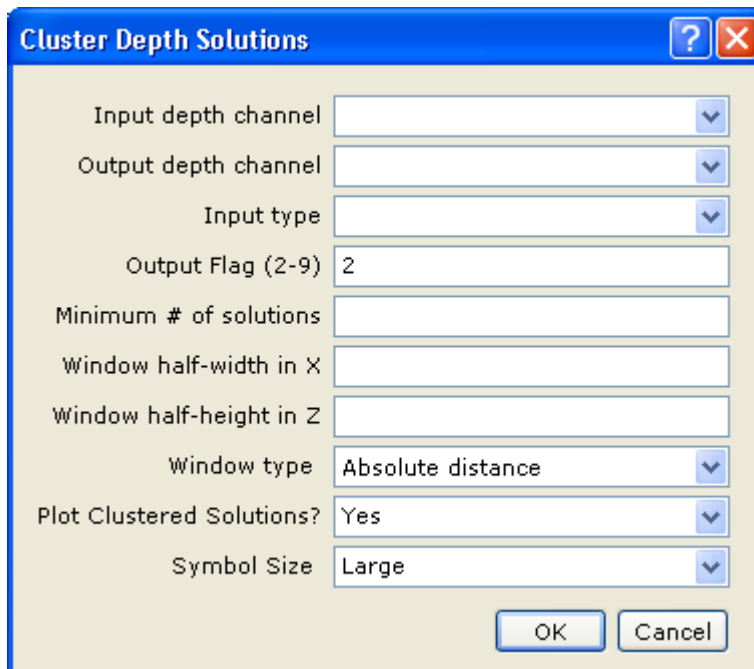 Cluster Depth Solutions
Input depth channel
Output depth channel
Input type
Output Flag (2-9) 2
Minimum # of solutions
Window half-width in X
Window half-height in Z
Window type Absolute distance
Plot Clustered Solutions? Yes
Symbol Size Large
OK Cancel